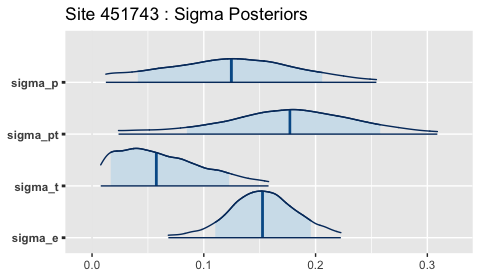 Site 451743 : Sigma Posteriors
sigma_p
sigma_pt
sigma_t
sigma_e
0.0 0.1 0.2 0.3